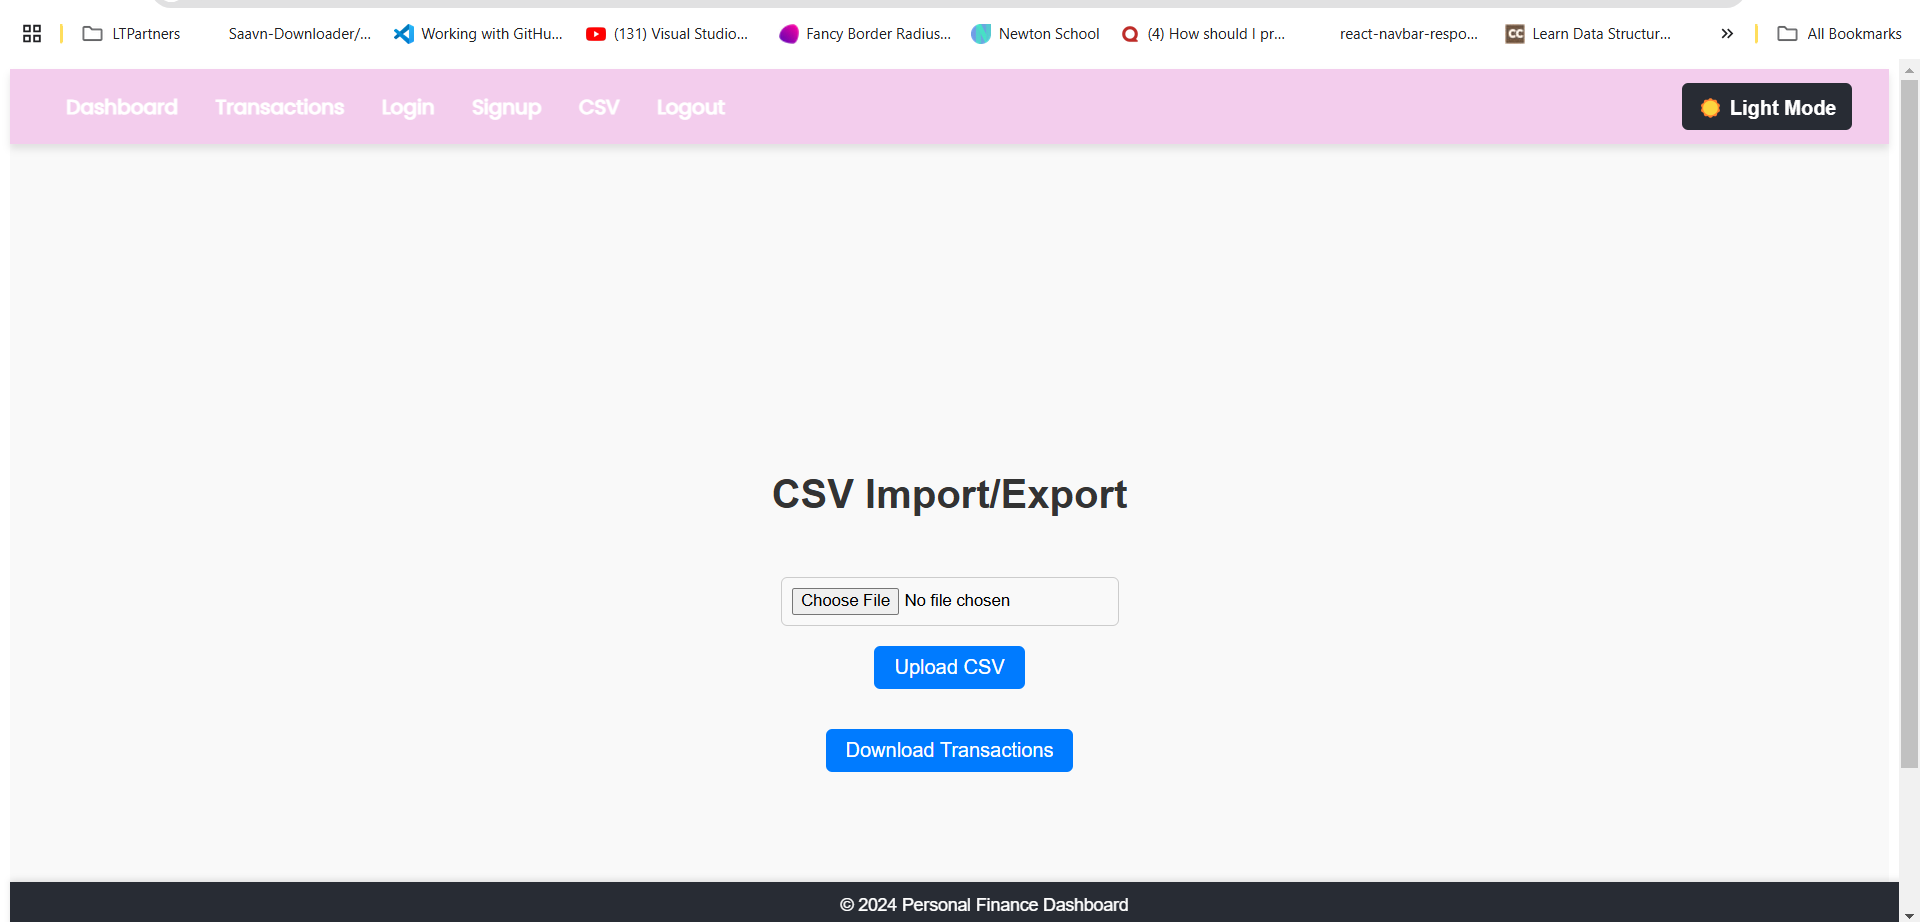 LTPartners Saavn-Downloader/... Working with GitHu... (131) Visual Studio... Fancy Border Radius... Newton School (4) How should I pr... react-navbar-respo... CC Learn Data Structur... All Bookmarks
Dashboard Transactions Login Signup CSV Logout Light Mode
CSV Import/Export
Choose File No file chosen
Upload CSV
Download Transactions
© 2024 Personal Finance Dashboard